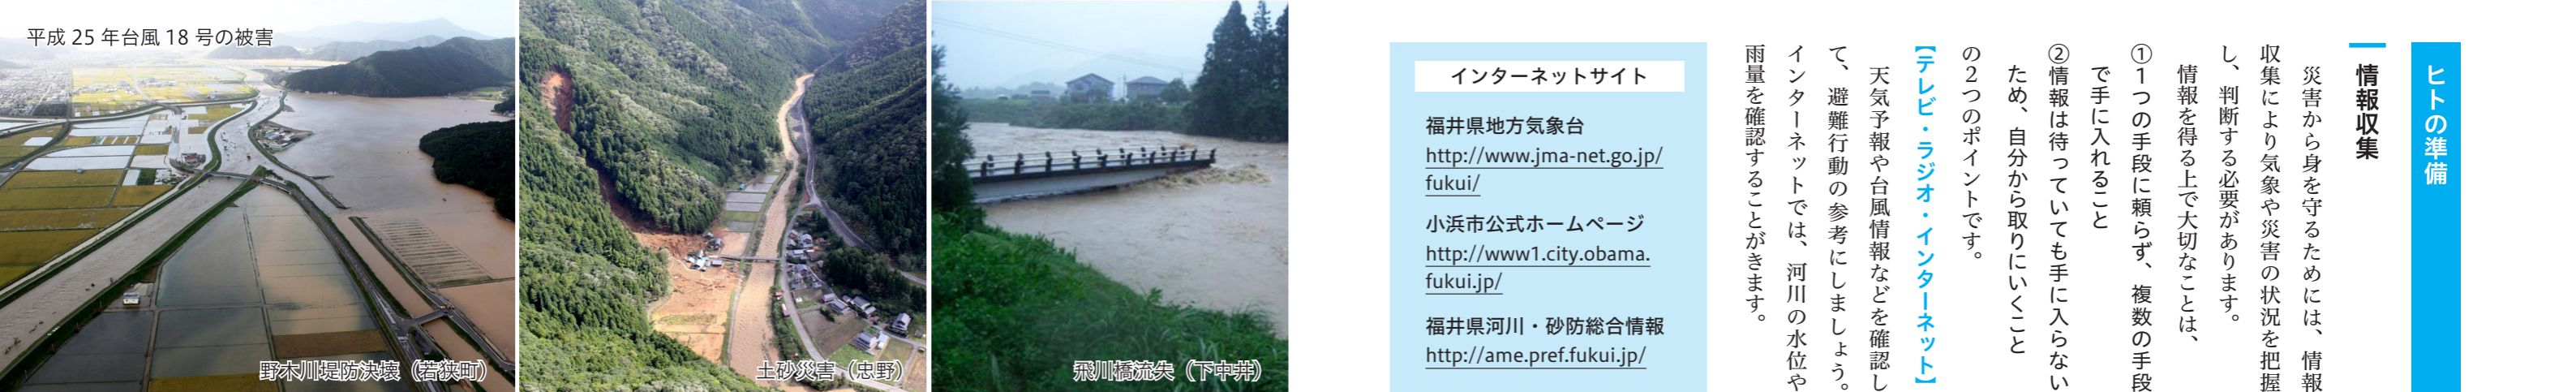 ヒトの準備
情報収集
災害から身を守るためには、情報
収集により気象や災害の状況を把握
し、判断する必要があります。
情報を得る上で大切なことは、
①１つの手段に頼らず、複数の手段
で手に入れること
②情報は待っていても手に入らない
ため、自分から取りにいくこと
の２つのポイントです。
【テレビ・ラジオ・インターネット】
天気予報や台風情報などを確認し
て、避難行動の参考にしましょう。
インターネットでは、河川の水位や
雨量を確認することができます。
インターネットサイト
福井県地方気象台
http://www.jma-net.go.jp/
fukui/
小浜市公式ホームページ
http://www1.city.obama.
fukui.jp/
福井県河川・砂防総合情報
http://ame.pref.fukui.jp/
平成 25 年台風 18 号の被害
野木川堤防決壊（若狭町）
土砂災害（忠野）
飛川橋流失（下中井）